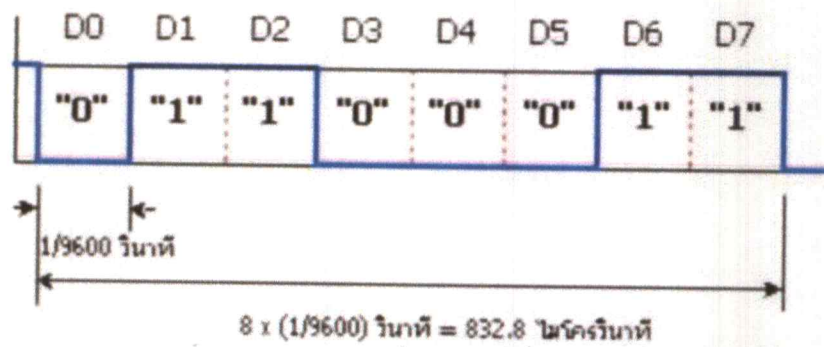 D0 D1 D2 D3 D4 D5 D6 D7
"0" "1" "1" "0" "0" "0" "1" "1"
1/9600 วินาที
8 x (1/9600) วินาที = 832.8 ไมโครวินาที